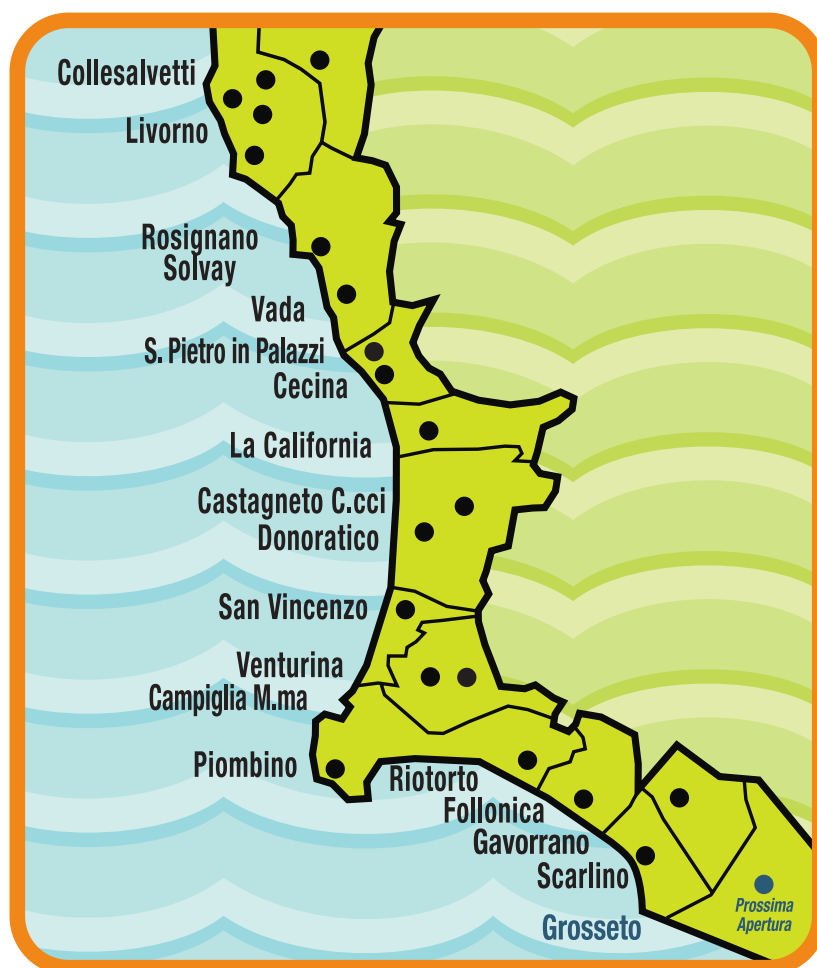 Collesalvetti
Livorno
Rosignano
Solvay
Vada
S. Pietro in Palazzi
Cecina
La California
Castagneto C.cci
Donoratico
San Vincenzo
Venturina
Campiglia M.ma
Piombino
Riotorto
Follonica
Gavorrano
Scarlino
Grosseto
Prossima
Apertura